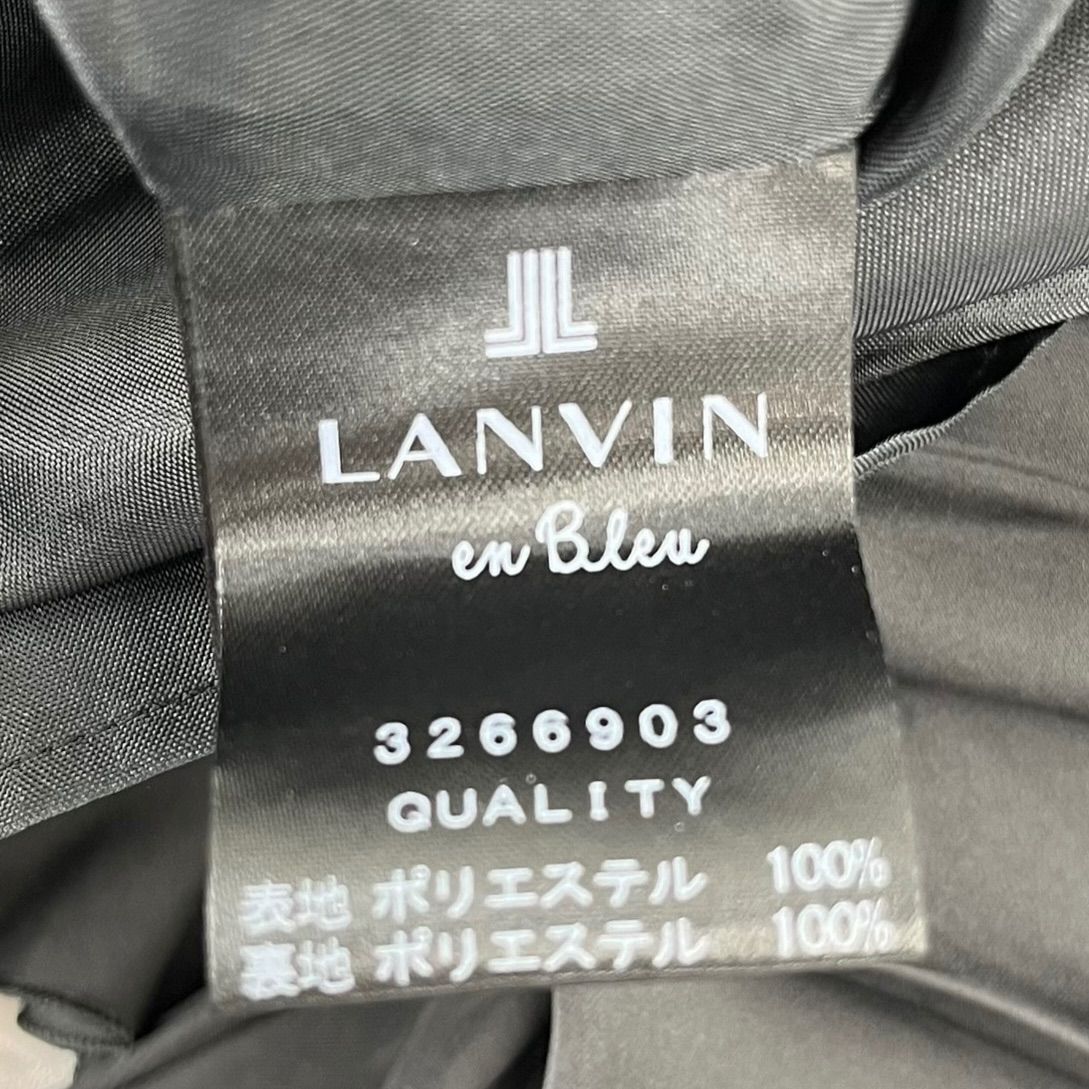 LANVIN
en Bleu
3266903
QUALITY
表地 ポリエステル 100%
裏地 ポリエステル 100%